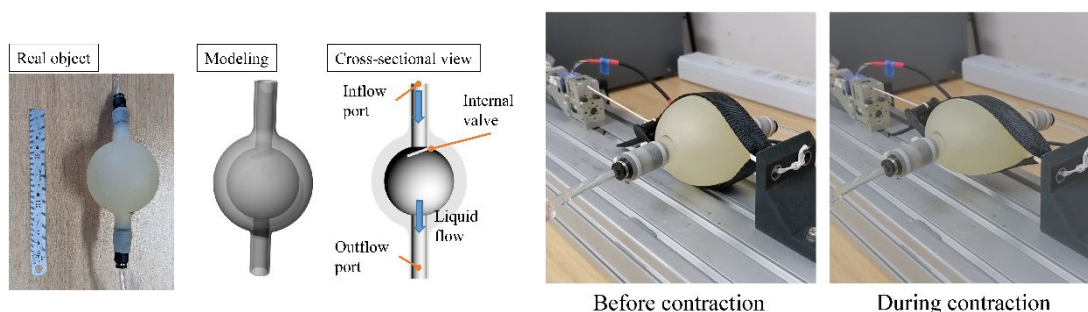 Real object
Modeling
Cross-sectional view
Inflow
port
Internal
valve
Liquid
flow
Outflow
port
Before contraction
During contraction